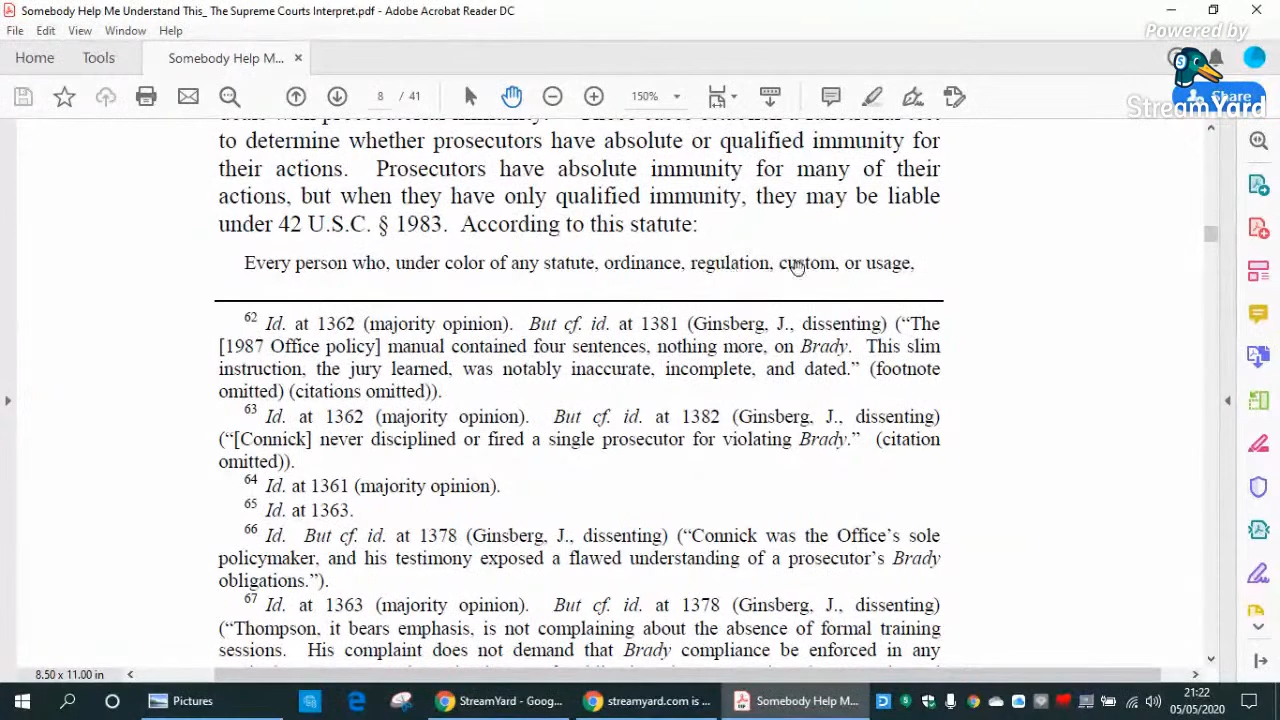 Somebody Help Me Understand This_ The Supreme Courts Interpret.pdf - Adobe Acrobat Reader DC
File Edit View Window Help
Powered by
Home Tools Somebody Help M... ×
8 / 41 150% Share
StreamYard
to determine whether prosecutors have absolute or qualified immunity for
their actions. Prosecutors have absolute immunity for many of their
actions, but when they have only qualified immunity, they may be liable
under 42 U.S.C. § 1983. According to this statute:
Every person who, under color of any statute, ordinance, regulation, custom, or usage,
62 Id. at 1362 (majority opinion). But cf. id. at 1381 (Ginsberg, J., dissenting) (“The
[1987 Office policy] manual contained four sentences, nothing more, on Brady. This slim
instruction, the jury learned, was notably inaccurate, incomplete, and dated.” (footnote
omitted) (citations omitted)).
63 Id. at 1362 (majority opinion). But cf. id. at 1382 (Ginsberg, J., dissenting)
(“[Connick] never disciplined or fired a single prosecutor for violating Brady.” (citation
omitted)).
64 Id. at 1361 (majority opinion).
65 Id. at 1363.
66 Id. But cf. id. at 1378 (Ginsberg, J., dissenting) (“Connick was the Office’s sole
policymaker, and his testimony exposed a flawed understanding of a prosecutor’s Brady
obligations.”).
67 Id. at 1363 (majority opinion). But cf. id. at 1378 (Ginsberg, J., dissenting)
(“Thompson, it bears emphasis, is not complaining about the absence of formal training
sessions. His complaint does not demand that Brady compliance be enforced in any
8.50 x 11.00 in
Pictures StreamYard - Goog... streamyard.com is ... Somebody Help M... 21:22
05/05/2020